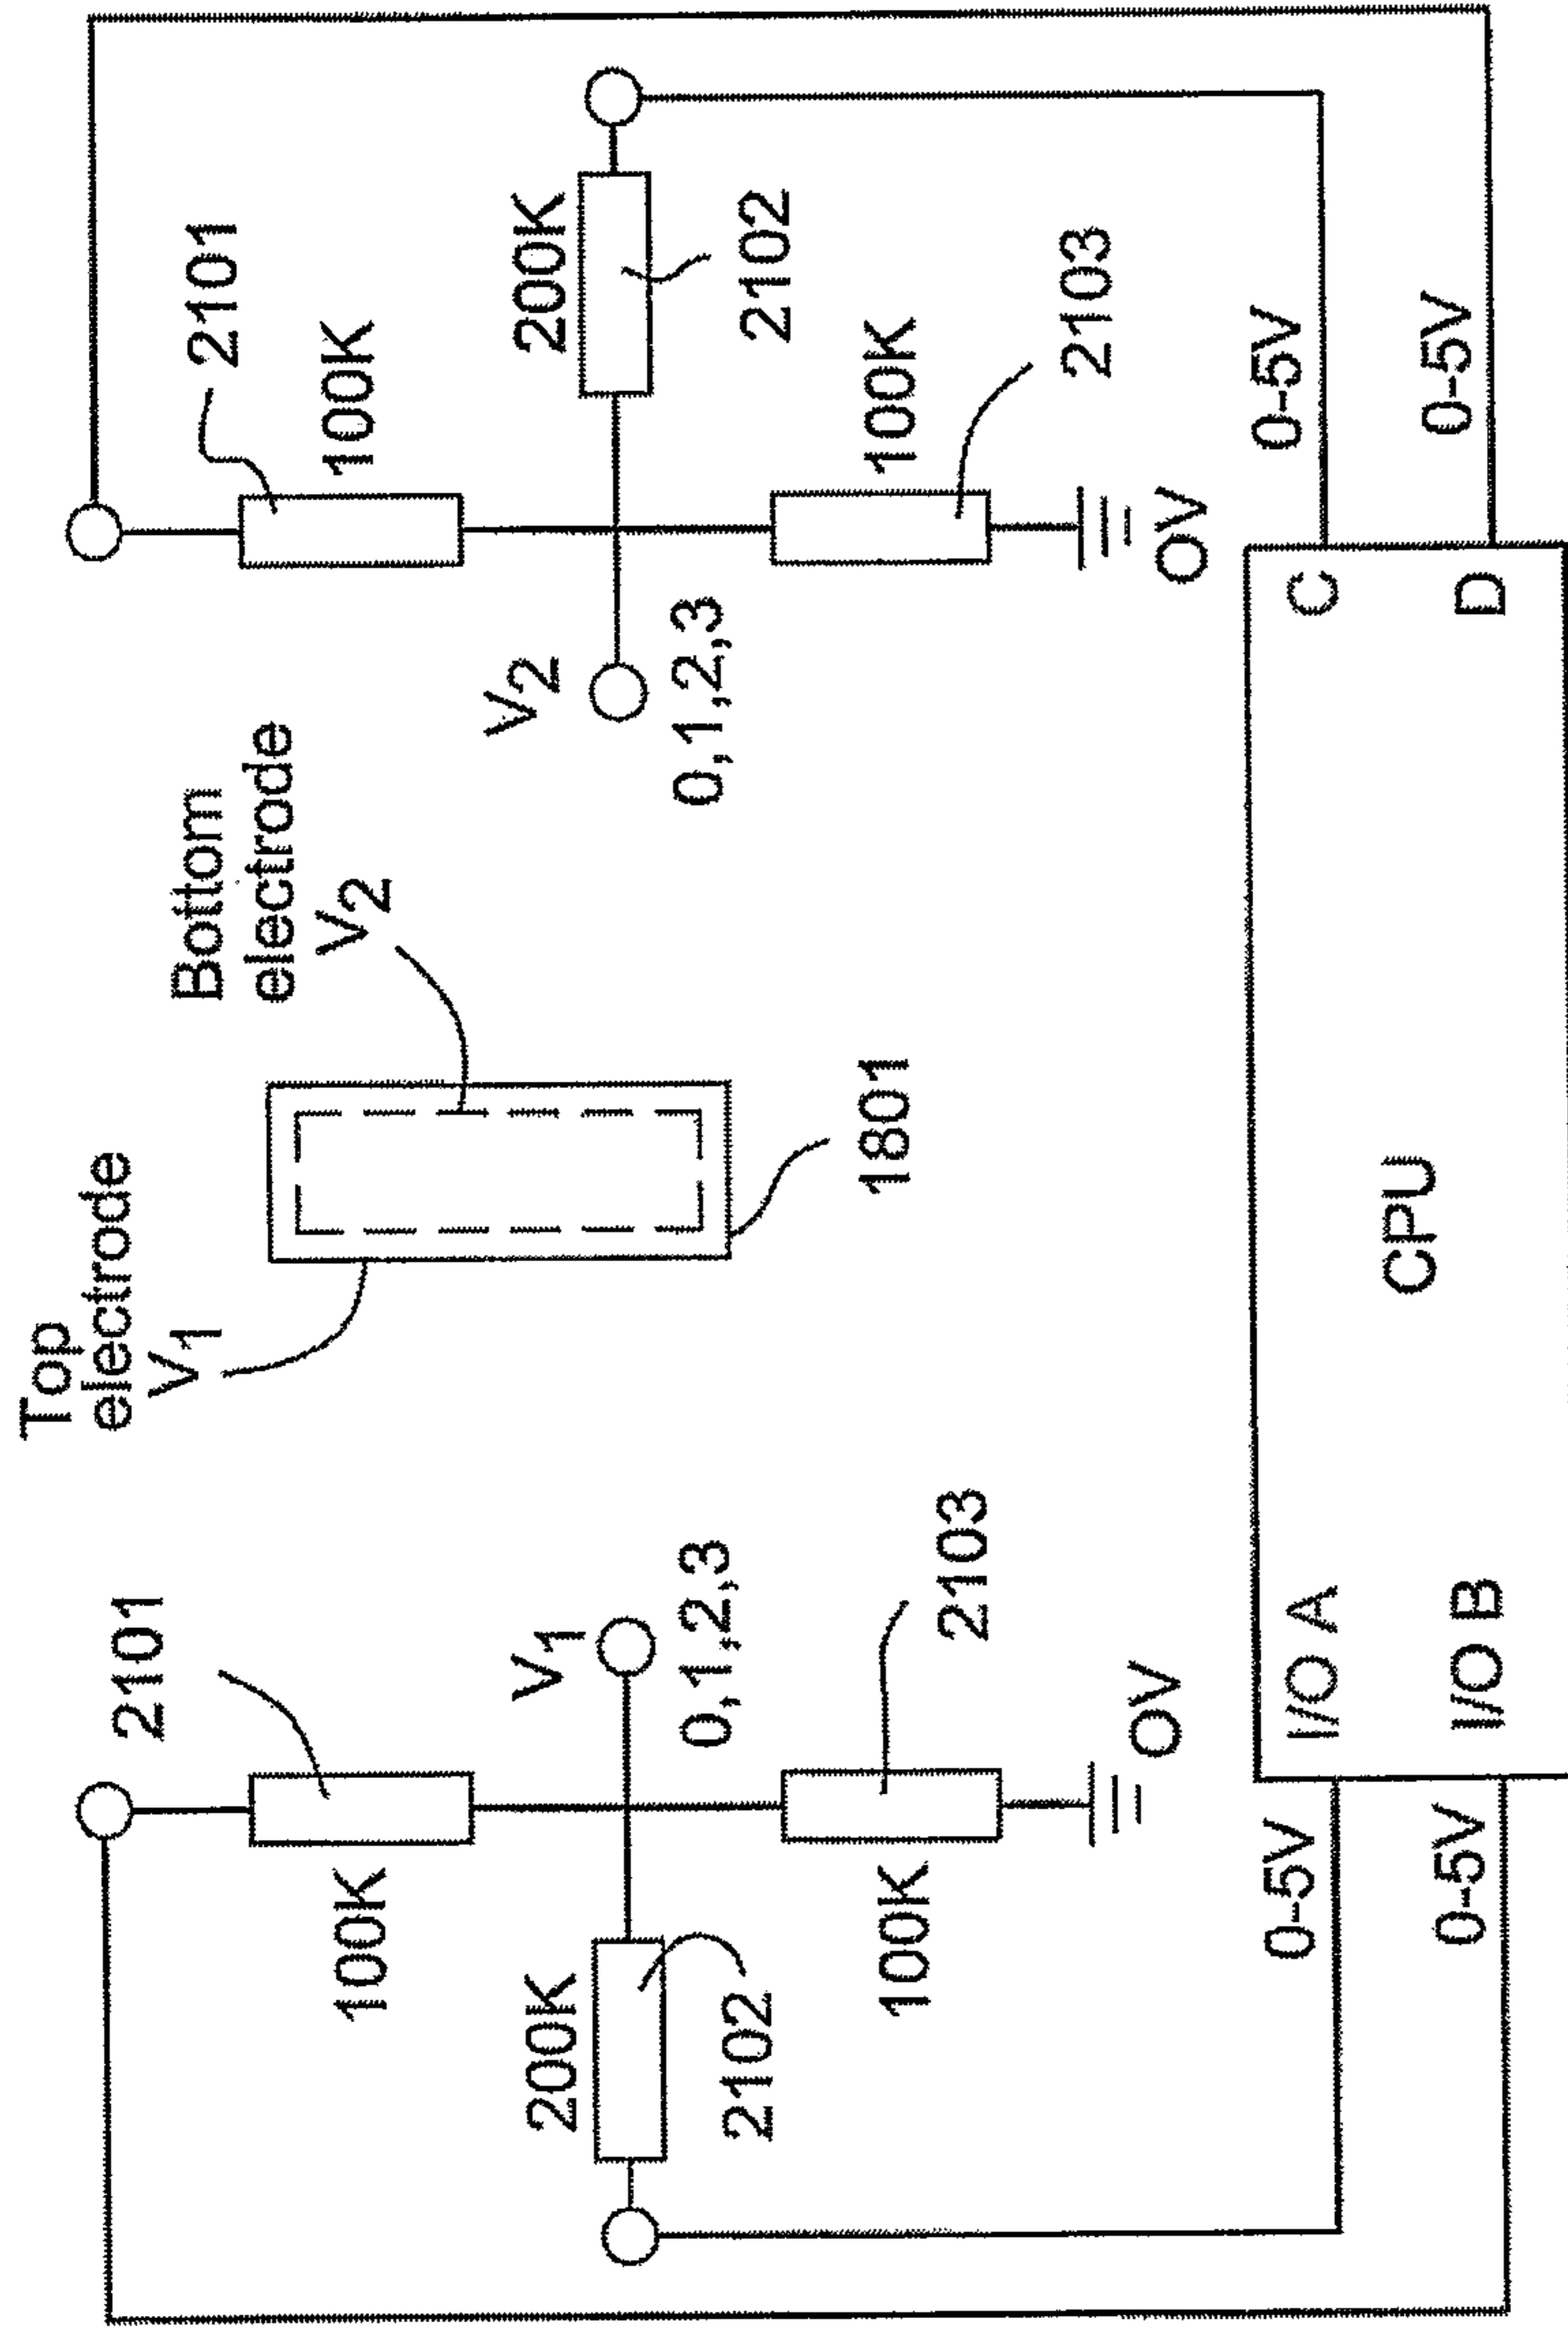 Top
electrode
V1
Bottom
electrode
V2
2101
100K
200K
2102
V1
0,1,2,3
100K
2103
OV
1801
2101
100K
200K
2102
V2
0,1,2,3
100K
2103
OV
0-5V
0-5V
I/O A
I/O B
CPU
C
D
0-5V
0-5V